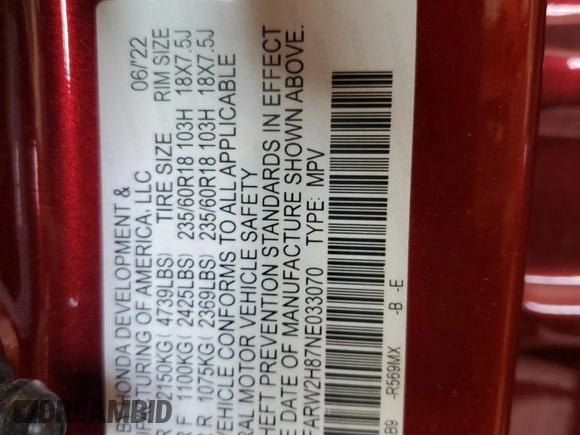 HONDA DEVELOPMENT & 06/'22
TURING OF AMERICA, LLC TIRE SIZE RIM SIZE
2150KG( 4739LBS)
F 1100KG( 2425LBS) 235/60R18 103H 18X7.5J
R 1075KG( 2369LBS) 235/60R18 103H 18X7.5J
VEHICLE CONFORMS TO ALL APPLICABLE
RAL MOTOR VEHICLE SAFETY
HEFT PREVENTION STANDARDS IN EFFECT
E DATE OF MANUFACTURE SHOWN ABOVE.
FARW2H87NE033070 TYPE: MPV
B9 -R569MX -B -E
DREAMBID